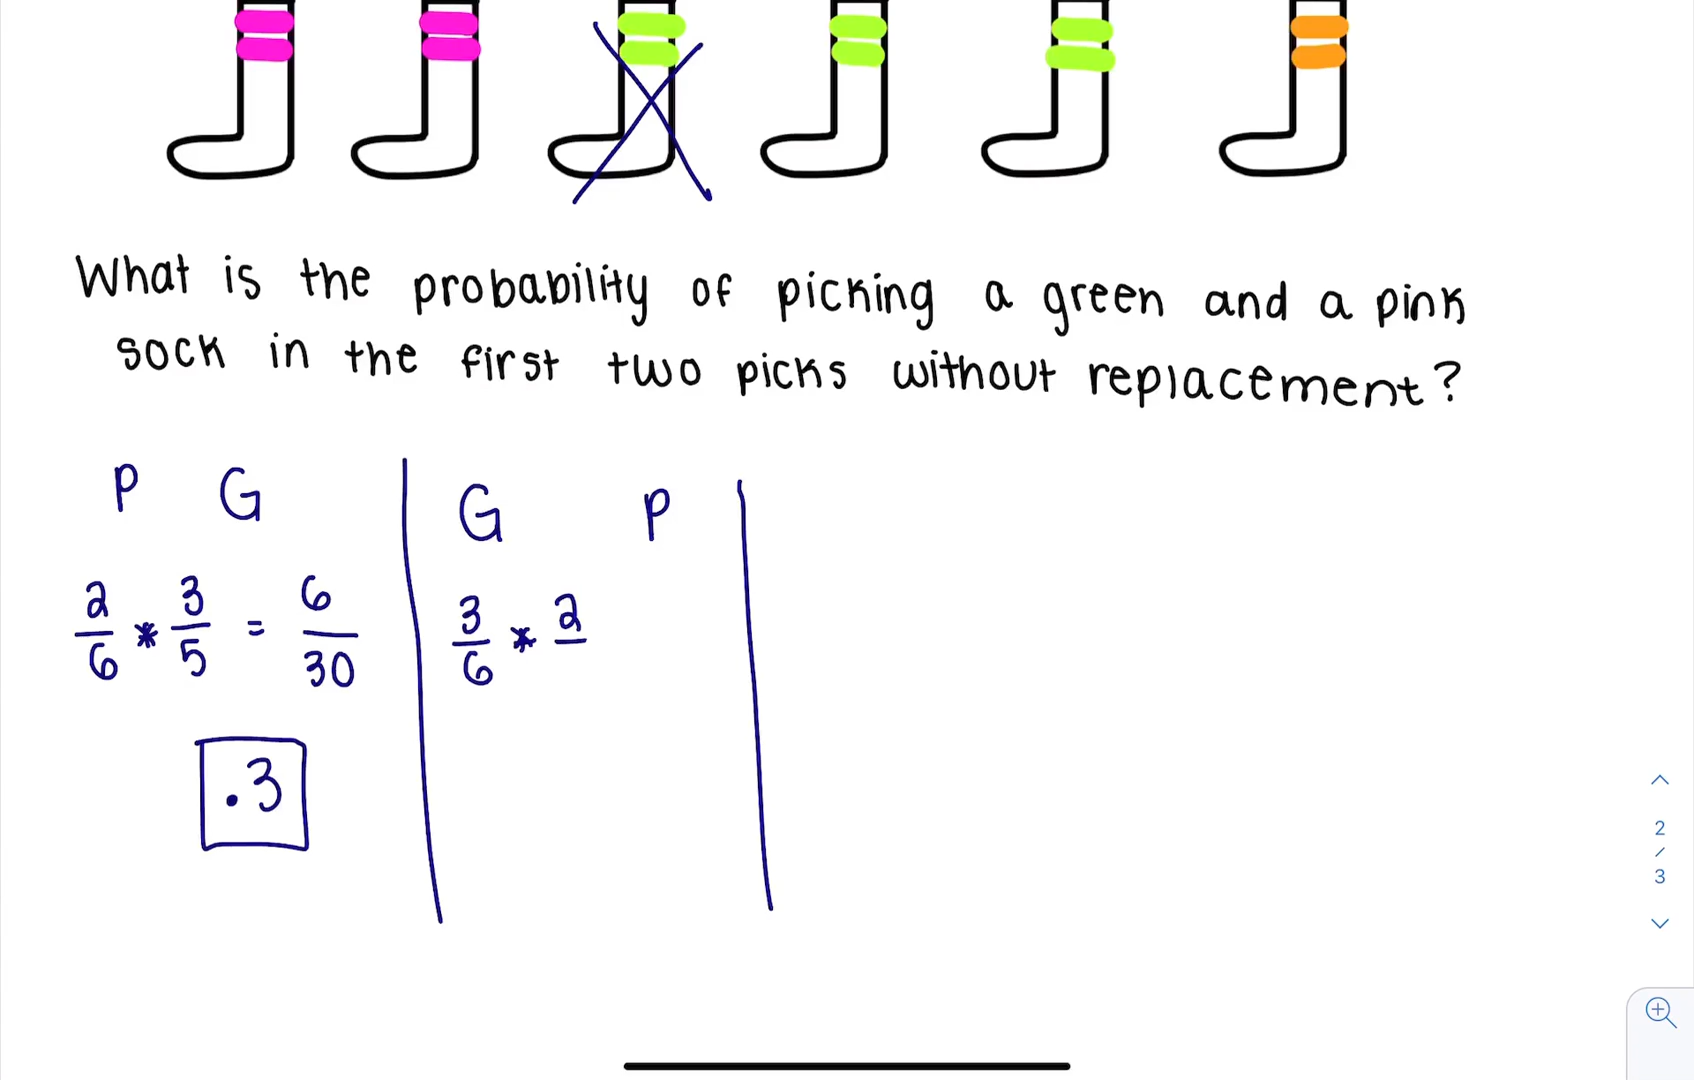 What is the probability of picking a green and a pink
sock in the first two picks without replacement?
P G
2/6 * 3/5 = 6/30
.3
G P
3/6 * 2/
2
/
3